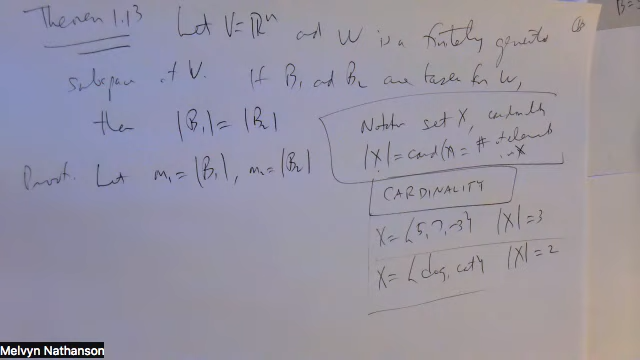 Theorem 1.13 Let V = ℝⁿ and W is a finitely generated
subspace of V. If B₁ and B₂ are bases for W,
then |B₁| = |B₂|
Proof. Let m₁ = |B₁|, m₂ = |B₂|
Notation set X, cardinality
|X| = card(X) = # of elements
in X
CARDINALITY
X = {5, 7, -3} |X| = 3
X = {dog, cat} |X| = 2
Melvyn Nathanson